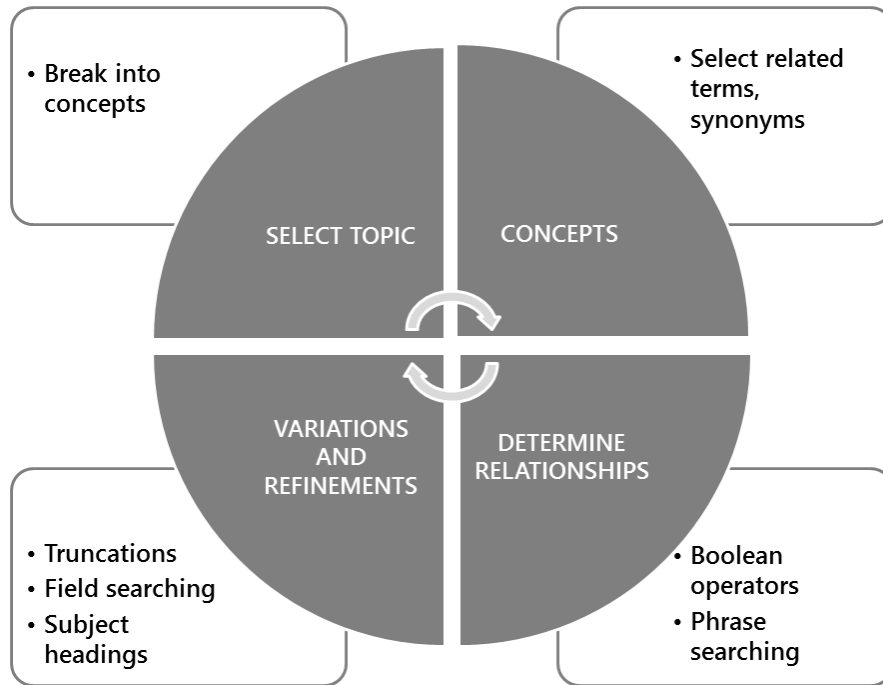 • Break into
concepts
• Select related
terms,
synonyms
SELECT TOPIC
CONCEPTS
VARIATIONS
AND
REFINEMENTS
DETERMINE
RELATIONSHIPS
• Truncations
• Field searching
• Subject
headings
• Boolean
operators
• Phrase
searching